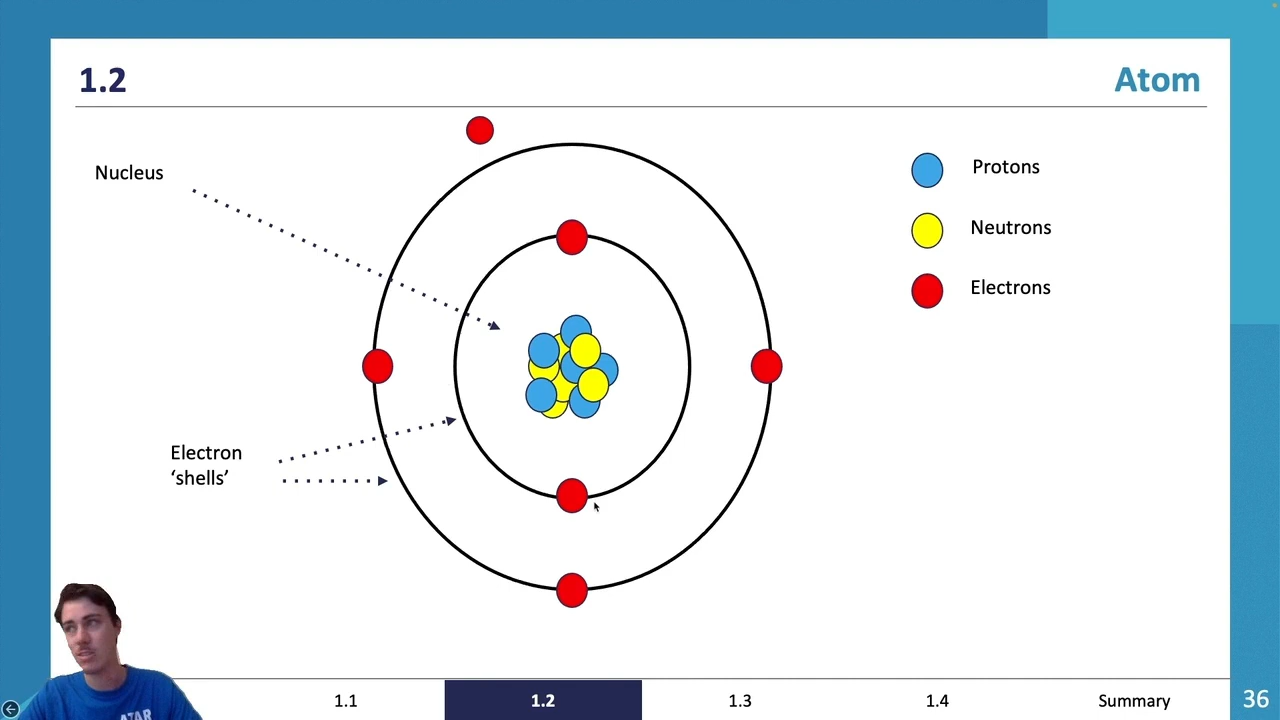 1.2
Atom
Nucleus
Protons
Neutrons
Electrons
Electron
‘shells’
1.1
1.2
1.3
1.4
Summary
36